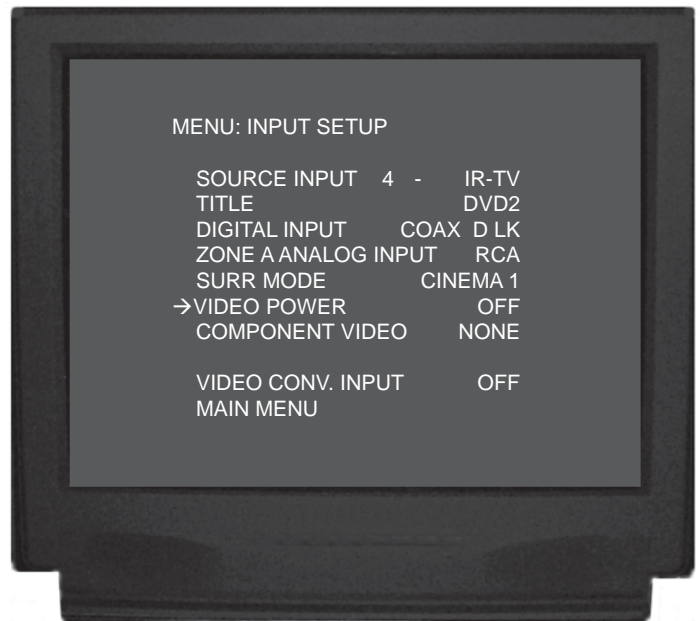 MENU: INPUT SETUP
SOURCE INPUT 4 - IR-TV
TITLE DVD2
DIGITAL INPUT COAX D LK
ZONE A ANALOG INPUT RCA
SURR MODE CINEMA 1
→VIDEO POWER OFF
COMPONENT VIDEO NONE
VIDEO CONV. INPUT OFF
MAIN MENU